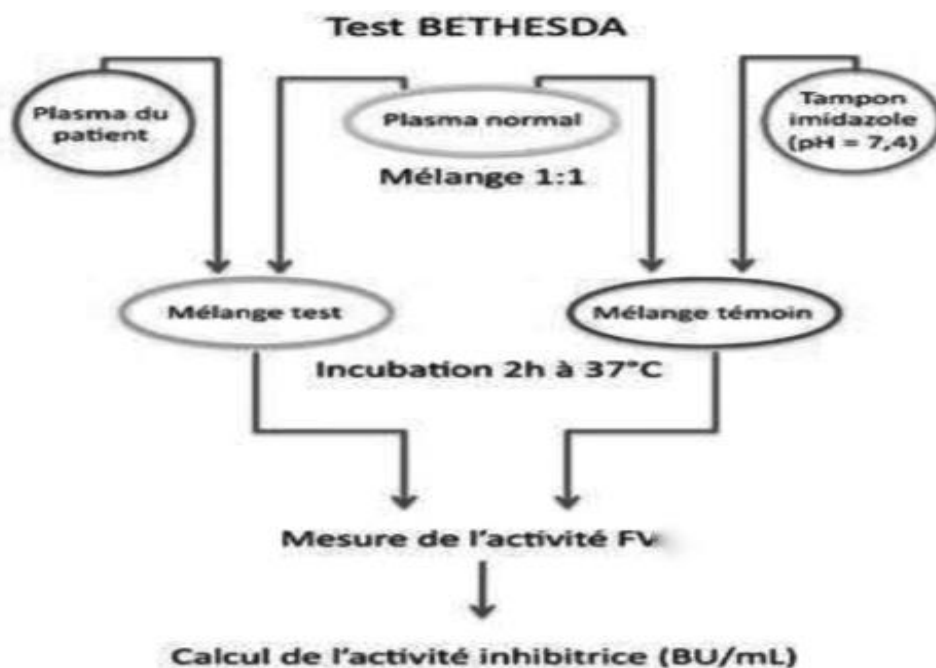 Test BETHESDA
Plasma du
patient
Plasma normal
Tampon
imidazole
(pH = 7,4)
Mélange 1:1
Mélange test
Mélange témoin
Incubation 2h à 37°C
Mesure de l'activité
Calcul de l'activité inhibitrice (BU/mL)